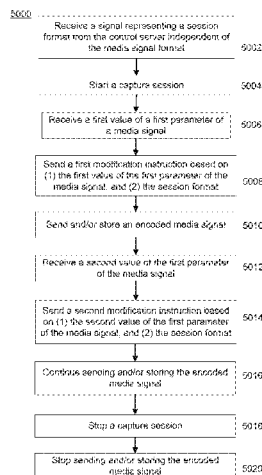 5000
Receive a signal representing a session
format from the control server independent of
the media signal format
5002
Start a capture session
5004
Receive a first value of a first parameter of
a media signal
5006
Send a first modification instruction based on
(1) the first value of the first parameter of the
media signal, and (2) the session format
5008
Send and/or store an encoded media signal
5010
Receive a second value of the first parameter
of the media signal
5012
Send a second modification instruction based
on (1) the second value of the first parameter
of the media signal, and (2) the session format
5014
Continue sending and/or storing the encoded
media signal
5016
Stop a capture session
5018
Stop sending and/or storing the encoded
media signal
5020